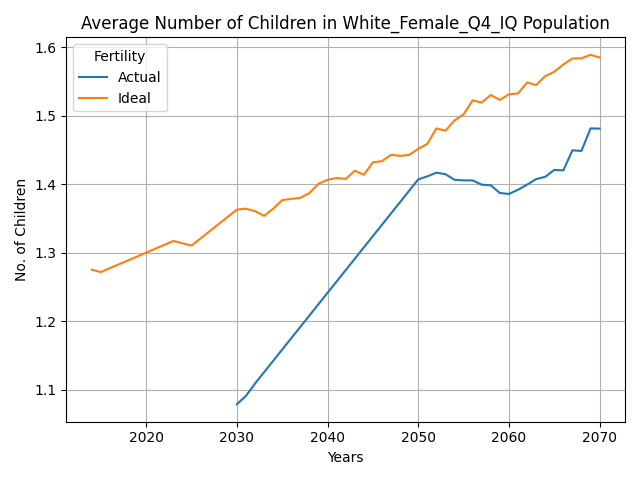 Average Number of Children in White_Female_Q4_IQ Population
Fertility
Actual
Ideal
No. of Children
1.6
1.5
1.4
1.3
1.2
1.1
2020 2030 2040 2050 2060 2070
Years